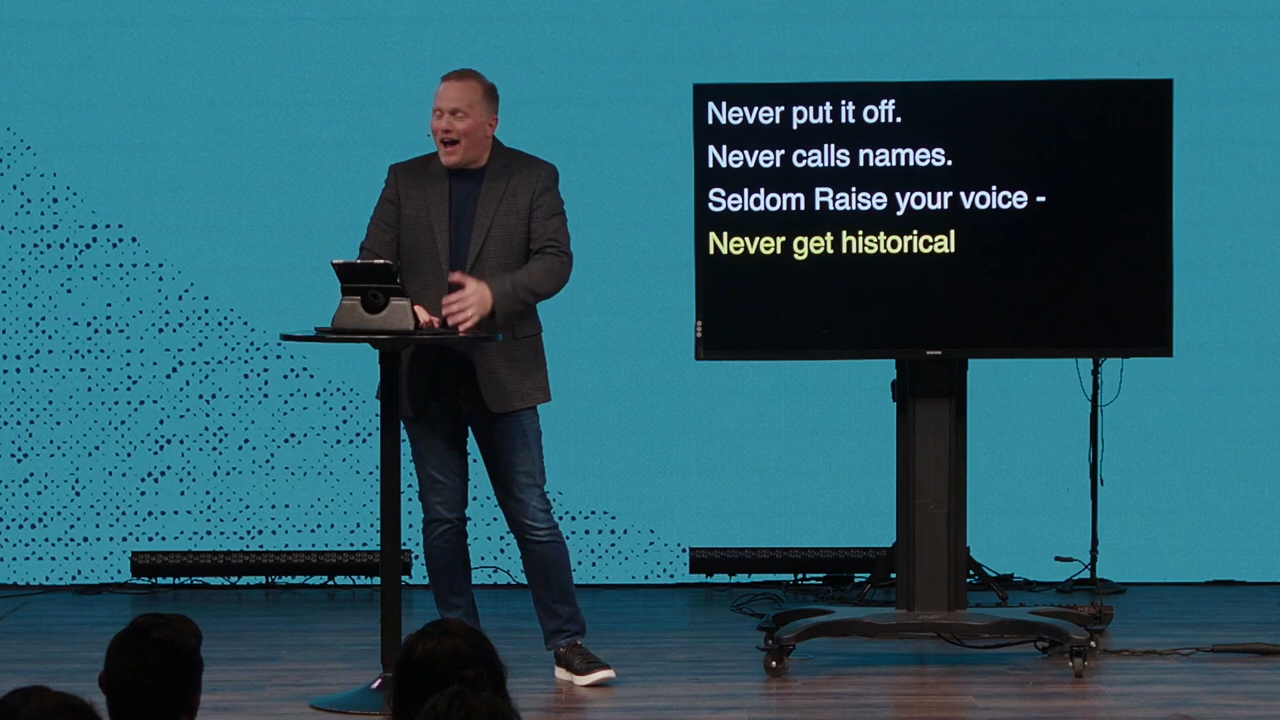 Never put it off.
Never calls names.
Seldom Raise your voice -
Never get historical